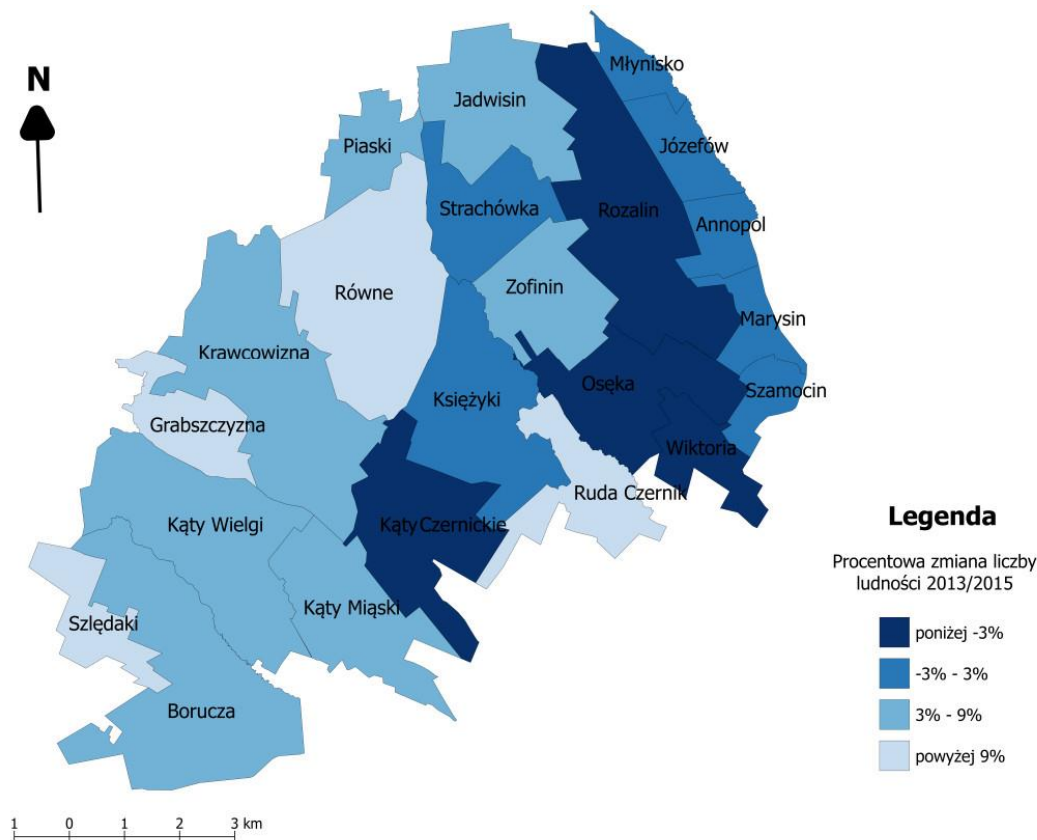 N
Młynisko
Jadwisin
Piaski
Józefów
Strachówka
Rozalin
Annopol
Zofinin
Równe
Marysin
Krawcowizna
Osęka
Szamocin
Księżyki
Grabszczyzna
Wiktoria
Ruda Czernik
Kąty Wielgi
Kąty Czernickie
Kąty Miąski
Szlędaki
Borucza
Legenda
Procentowa zmiana liczby
ludności 2013/2015
poniżej -3%
-3% - 3%
3% - 9%
powyżej 9%
1 0 1 2 3 km